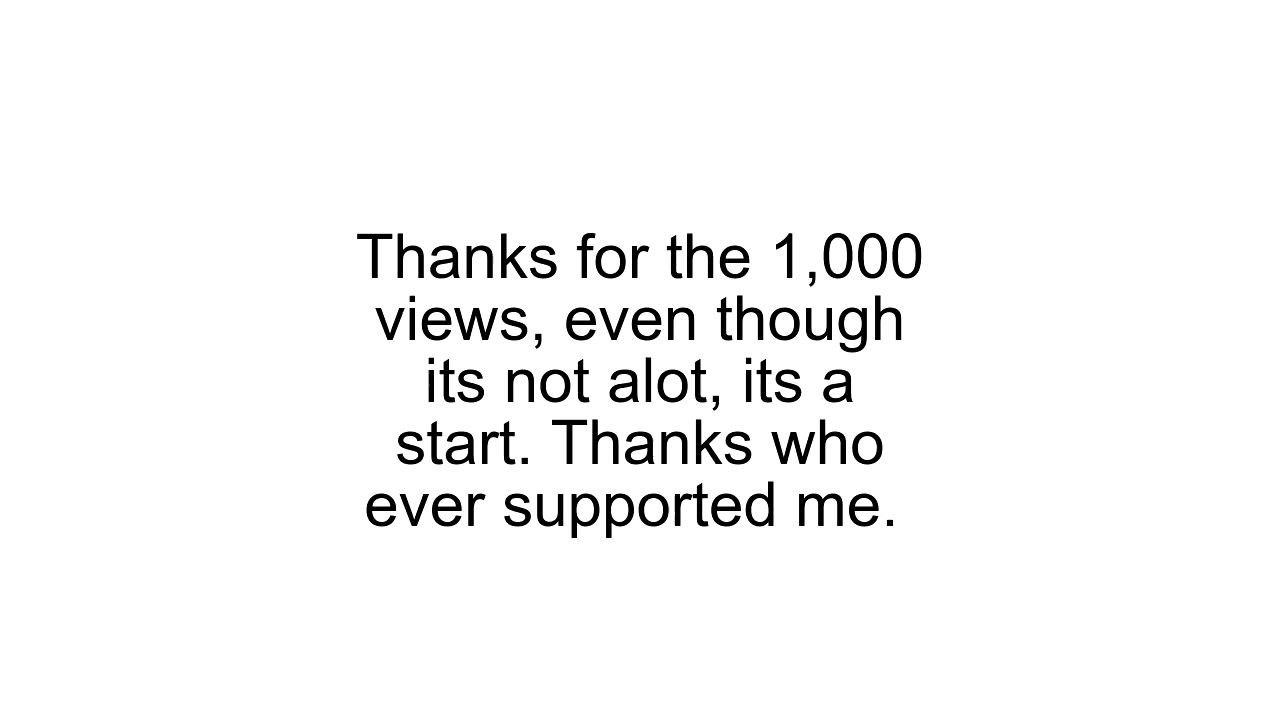 Thanks for the 1,000
views, even though
its not alot, its a
start. Thanks who
ever supported me.